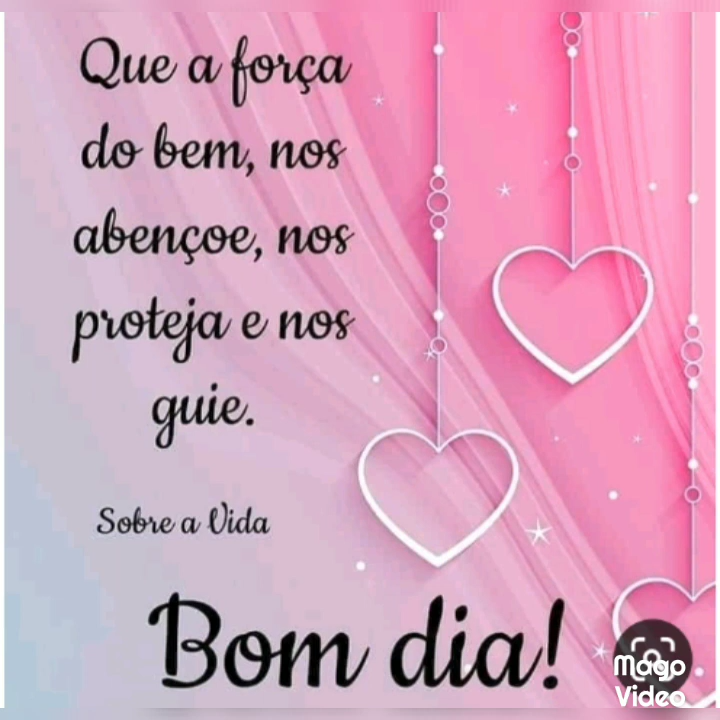 Que a força
do bem, nos
abençoe, nos
proteja e nos
guie.
Sobre a Vida
Bom dia!
Mago
Video